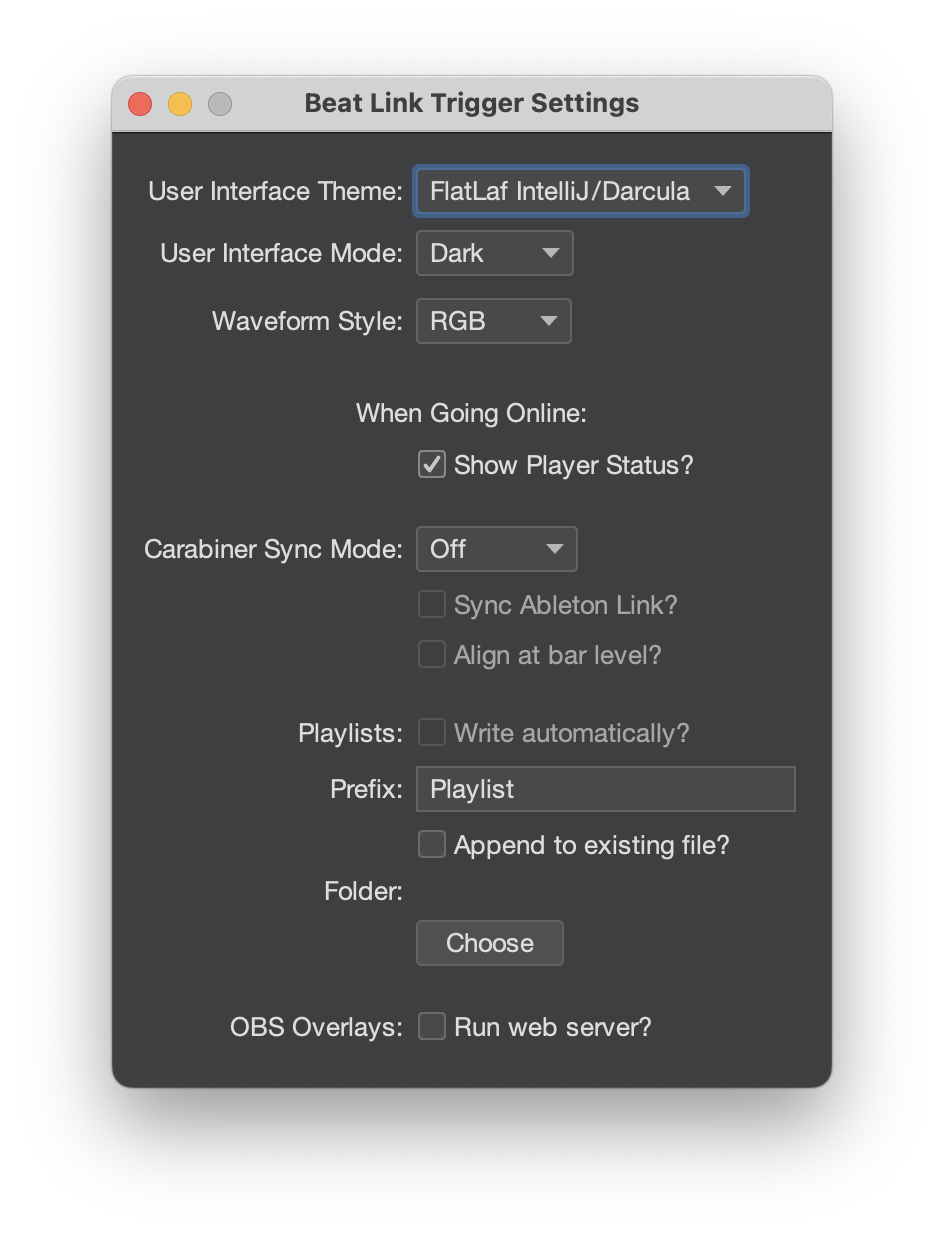 Beat Link Trigger Settings
User Interface Theme: FlatLaf IntelliJ/Darcula
User Interface Mode: Dark
Waveform Style: RGB
When Going Online:
Show Player Status?
Carabiner Sync Mode: Off
Sync Ableton Link?
Align at bar level?
Playlists: Write automatically?
Prefix: Playlist
Append to existing file?
Folder:
Choose
OBS Overlays: Run web server?